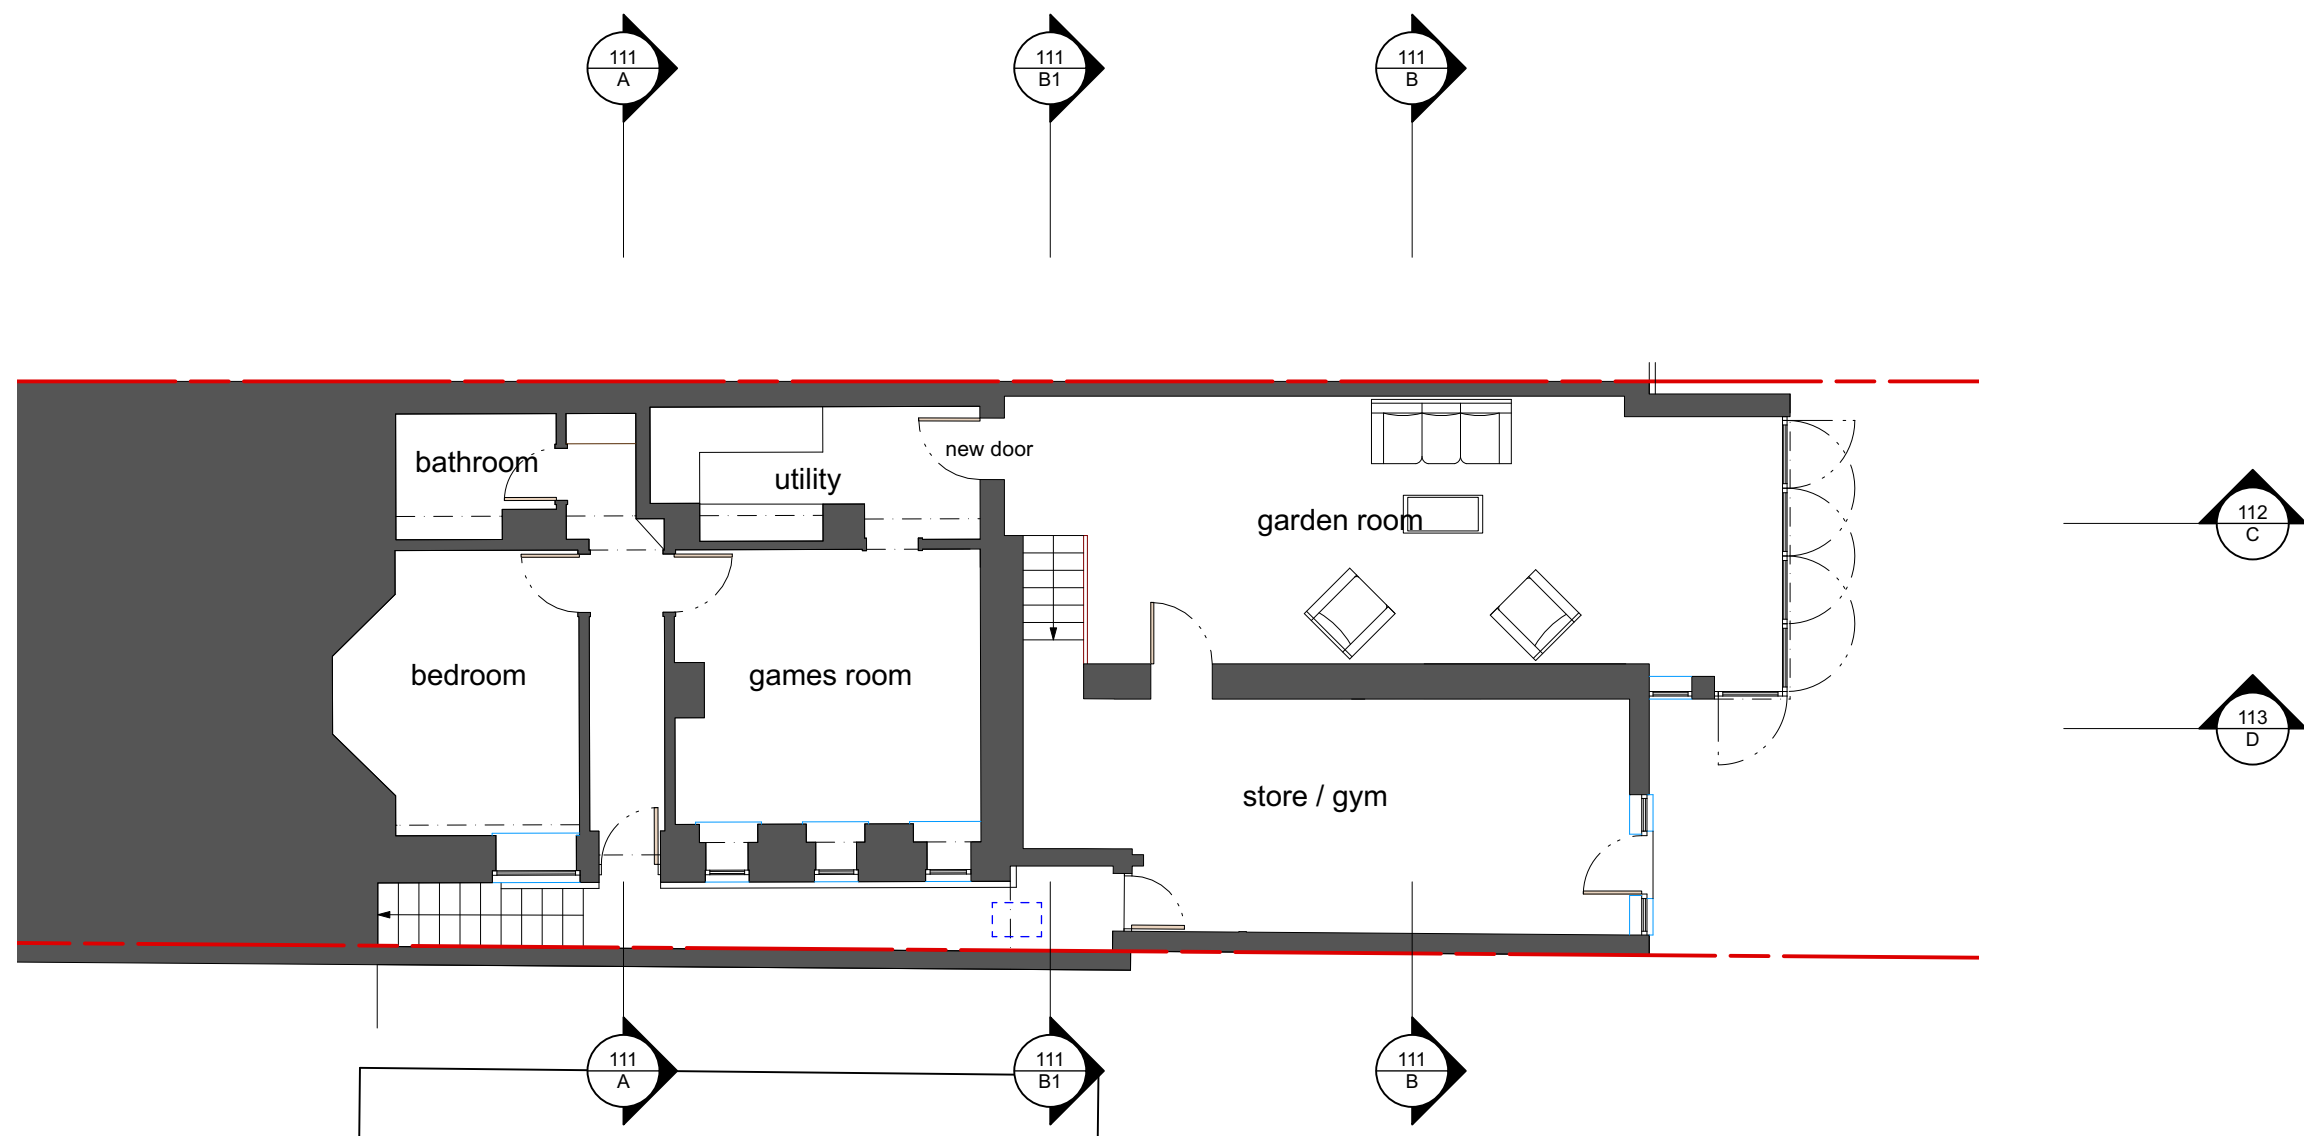 111
A
111
B1
111
B
bathroom
utility
new door
garden room
112
C
bedroom
games room
113
D
store / gym
111
A
111
B1
111
B